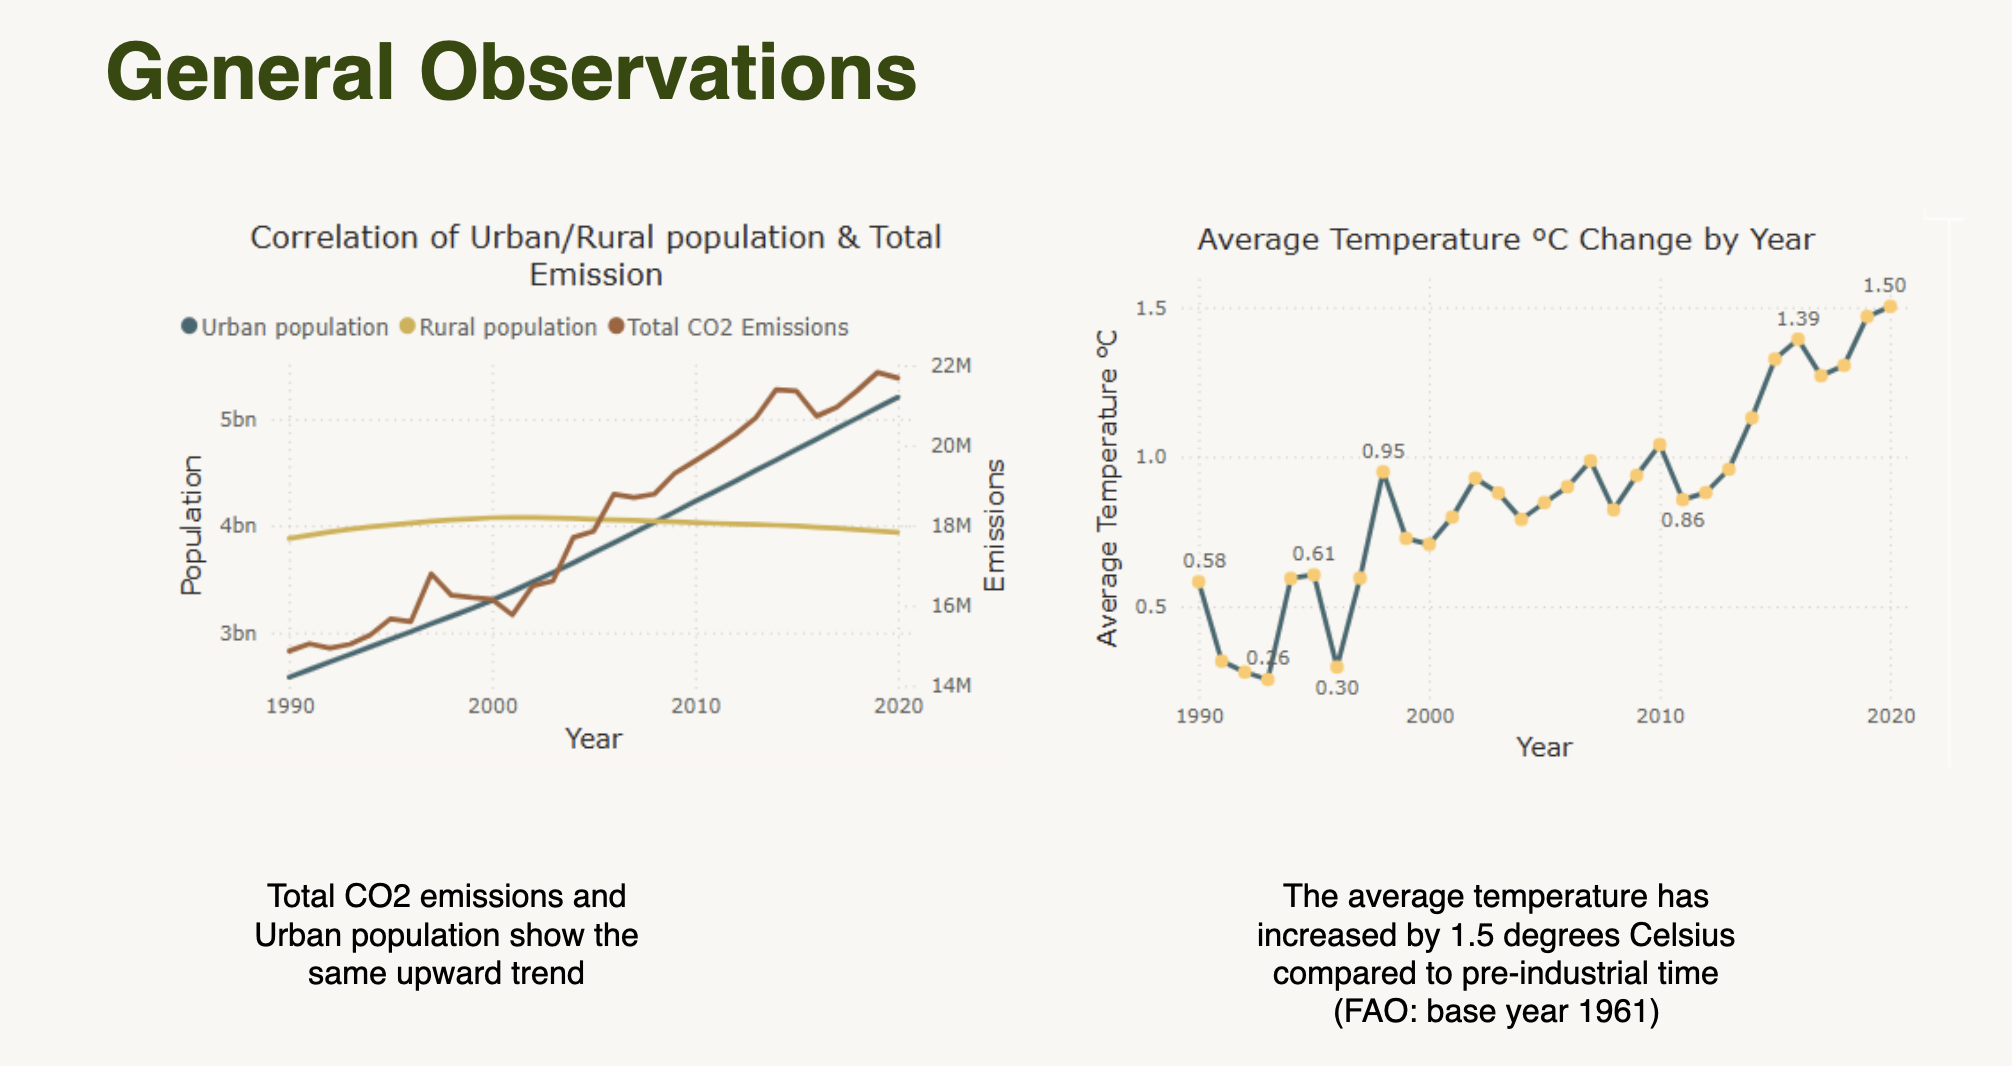 General Observations
Correlation of Urban/Rural population & Total
Emission
Urban population Rural population Total CO2 Emissions
22M
5bn
20M
4bn
18M
16M
3bn
14M
Population
Emissions
1990 2000 2010 2020
Year
Average Temperature ºC Change by Year
1.50
1.5
1.39
1.0
0.95
0.86
0.61
0.58
0.5
0.26
0.30
Average Temperature ºC
1990 2000 2010 2020
Year
Total CO2 emissions and
Urban population show the
same upward trend
The average temperature has
increased by 1.5 degrees Celsius
compared to pre-industrial time
(FAO: base year 1961)